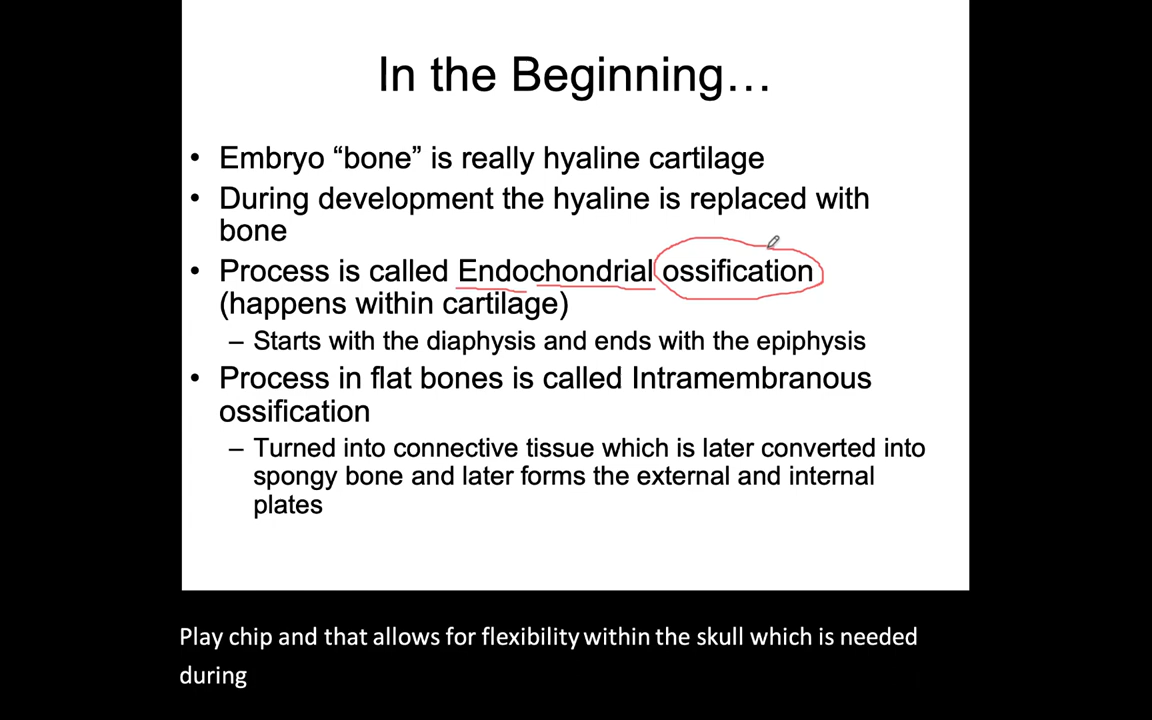 In the Beginning…
• Embryo “bone” is really hyaline cartilage
• During development the hyaline is replaced with
bone
• Process is called Endochondrial ossification
(happens within cartilage)
– Starts with the diaphysis and ends with the epiphysis
• Process in flat bones is called Intramembranous
ossification
– Turned into connective tissue which is later converted into
spongy bone and later forms the external and internal
plates
Play chip and that allows for flexibility within the skull which is needed
during